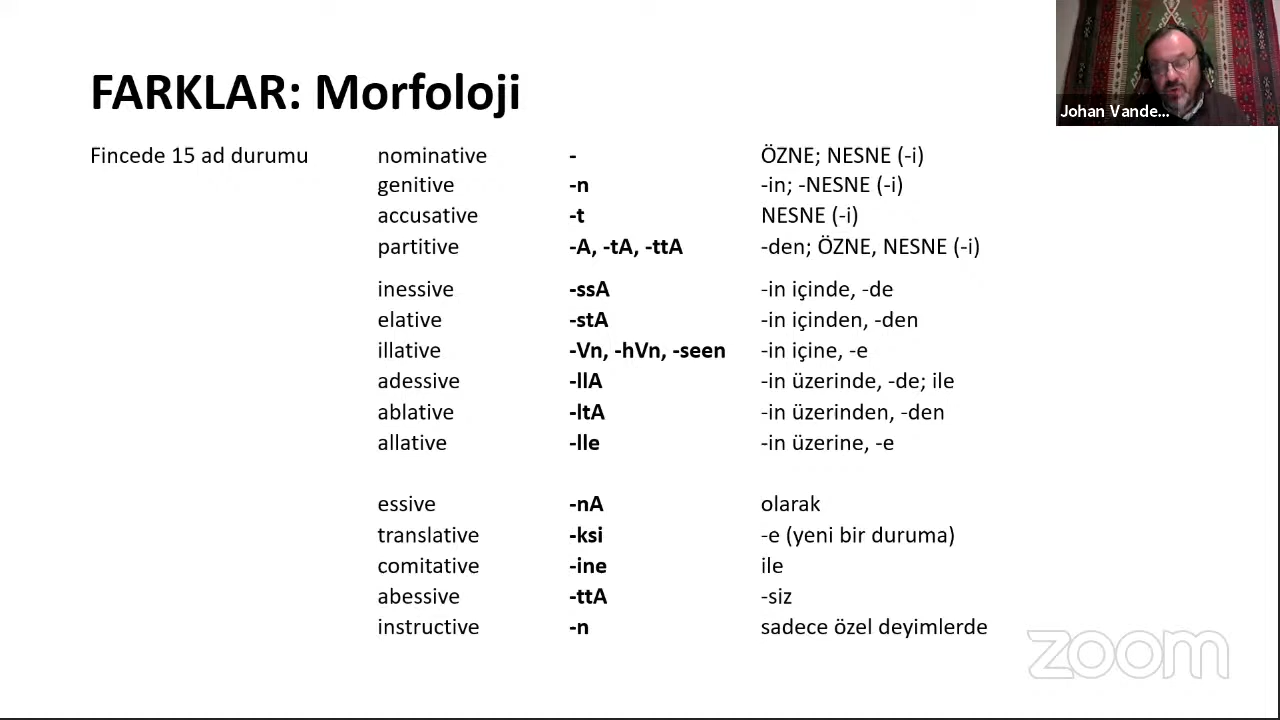 FARKLAR: Morfoloji
Johan Vande...
Fincede 15 ad durumu nominative - ÖZNE; NESNE (-i)
genitive -n -in; -NESNE (-i)
accusative -t NESNE (-i)
partitive -A, -tA, -ttA -den; ÖZNE, NESNE (-i)
inessive -ssA -in içinde, -de
elative -stA -in içinden, -den
illative -Vn, -hVn, -seen -in içine, -e
adessive -llA -in üzerinde, -de; ile
ablative -ltA -in üzerinden, -den
allative -lle -in üzerine, -e
essive -nA olarak
translative -ksi -e (yeni bir duruma)
comitative -ine ile
abessive -ttA -siz
instructive -n sadece özel deyimlerde
zoom